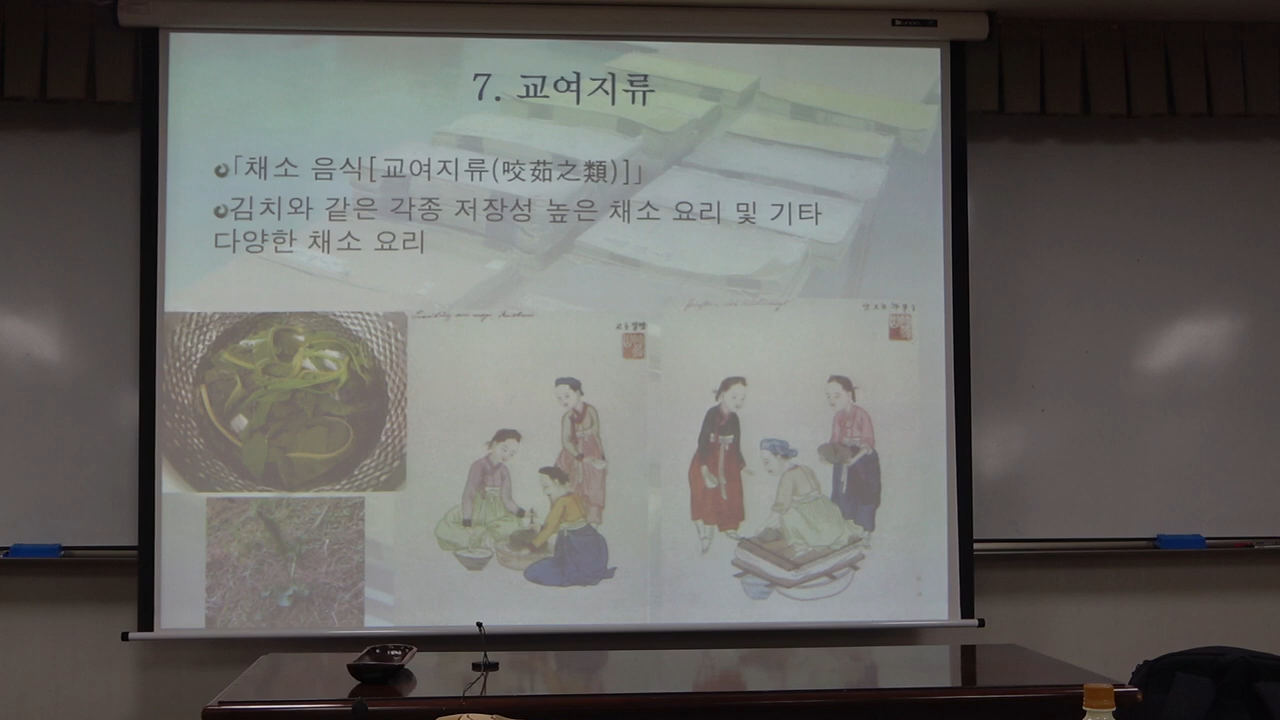 7. 교여지류
「채소 음식[교여지류(咬茹之類)]」
김치와 같은 각종 저장성 높은 채소 요리 및 기타
다양한 채소 요리